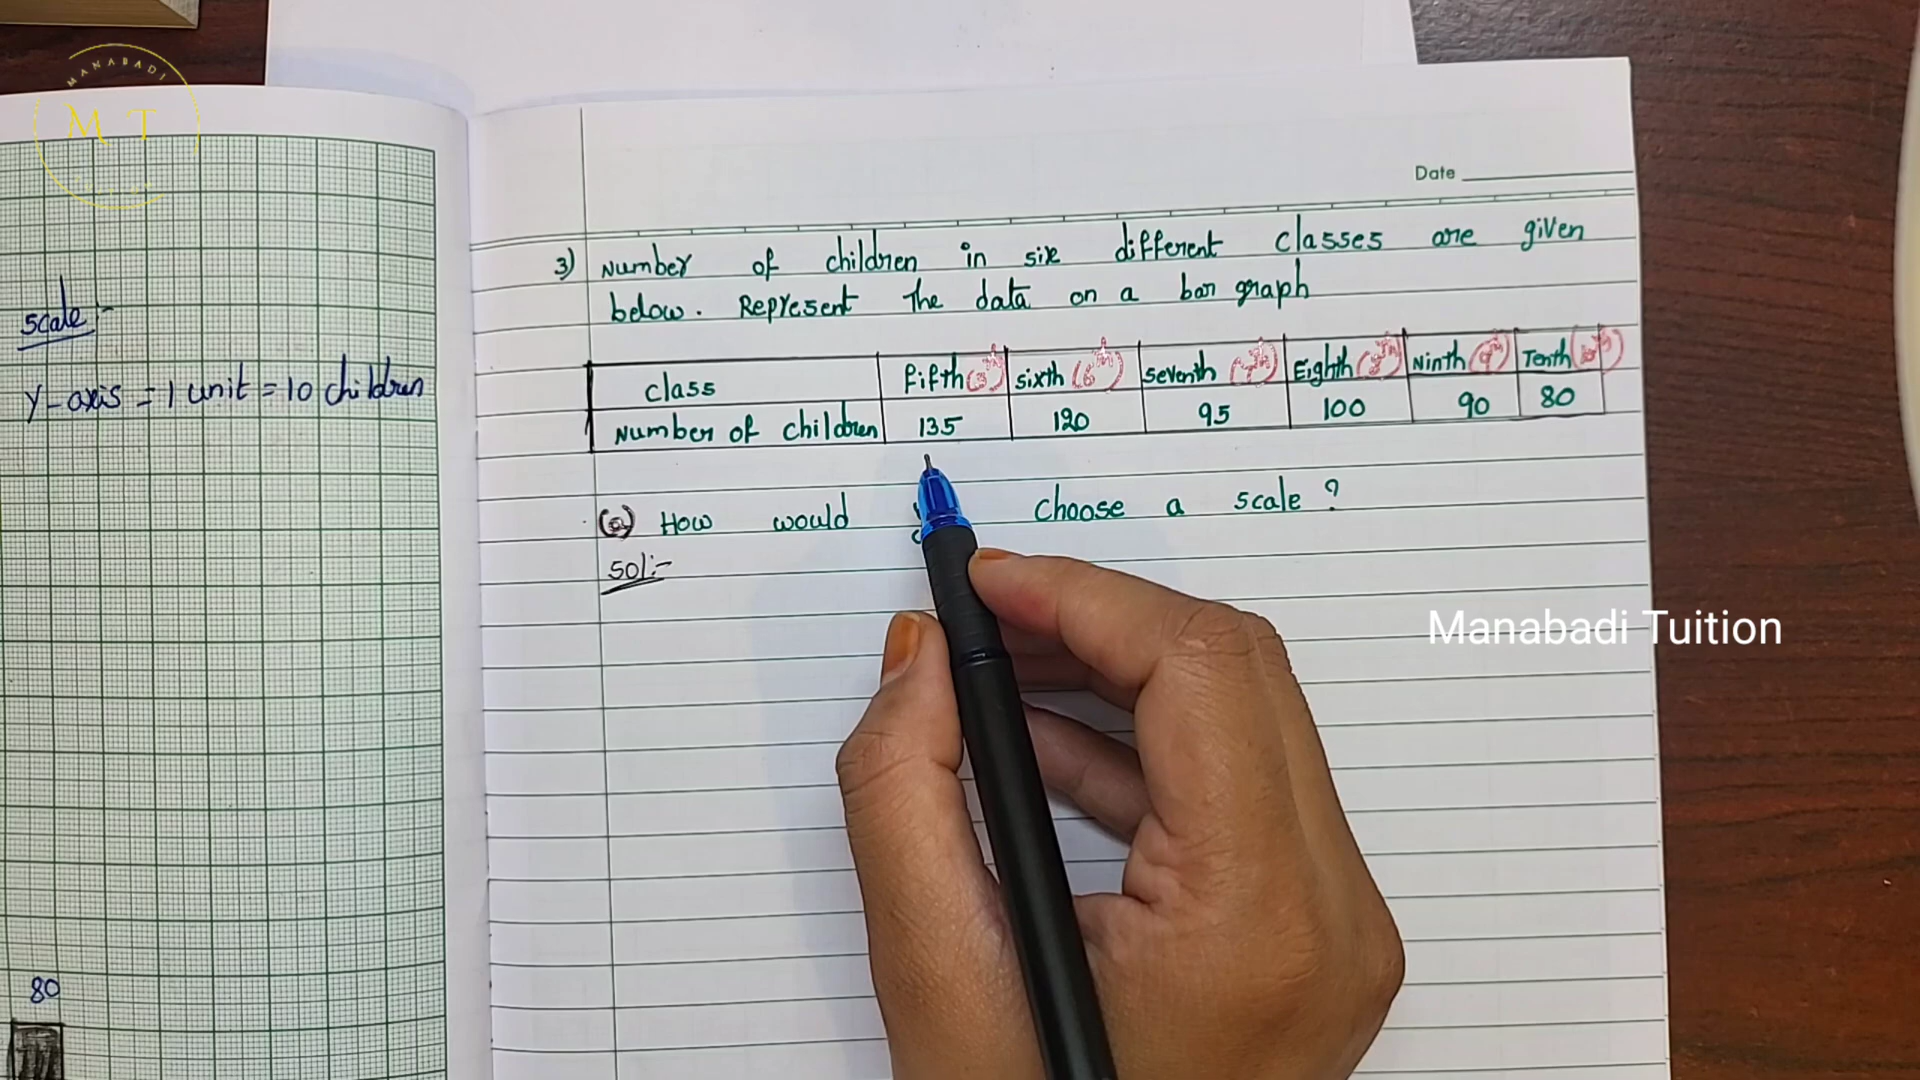 MANABADI
M T
Date
3) Number of children in six different classes are given
below. Represent the data on a bar graph
Class Fifth (5th) sixth (6th) Seventh (7th) Eighth (8th) Ninth (9th) Tenth (10th)
Number of children 135 120 95 100 90 80
(a) How would choose a scale?
Sol:-
Scale:-
Y-axis = 1 unit = 10 children
80
Manabadi Tuition